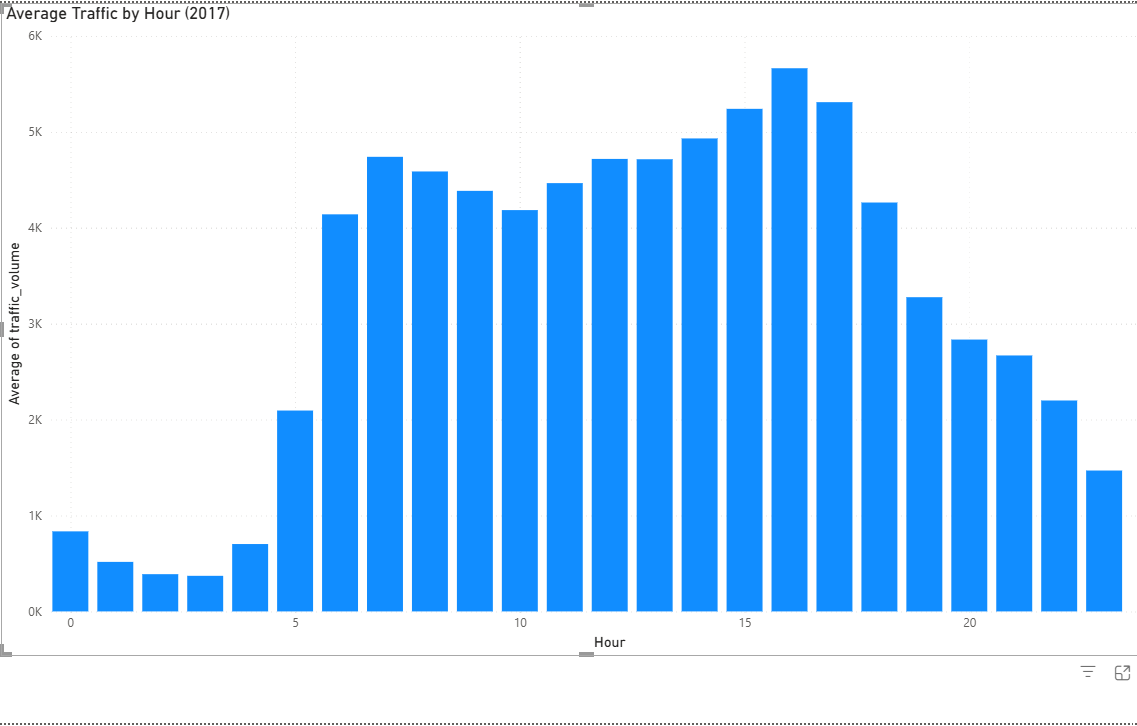 Average Traffic by Hour (2017)
6K
5K
4K
3K
2K
1K
0K
Average of traffic_volume
0 5 10 15 20
Hour